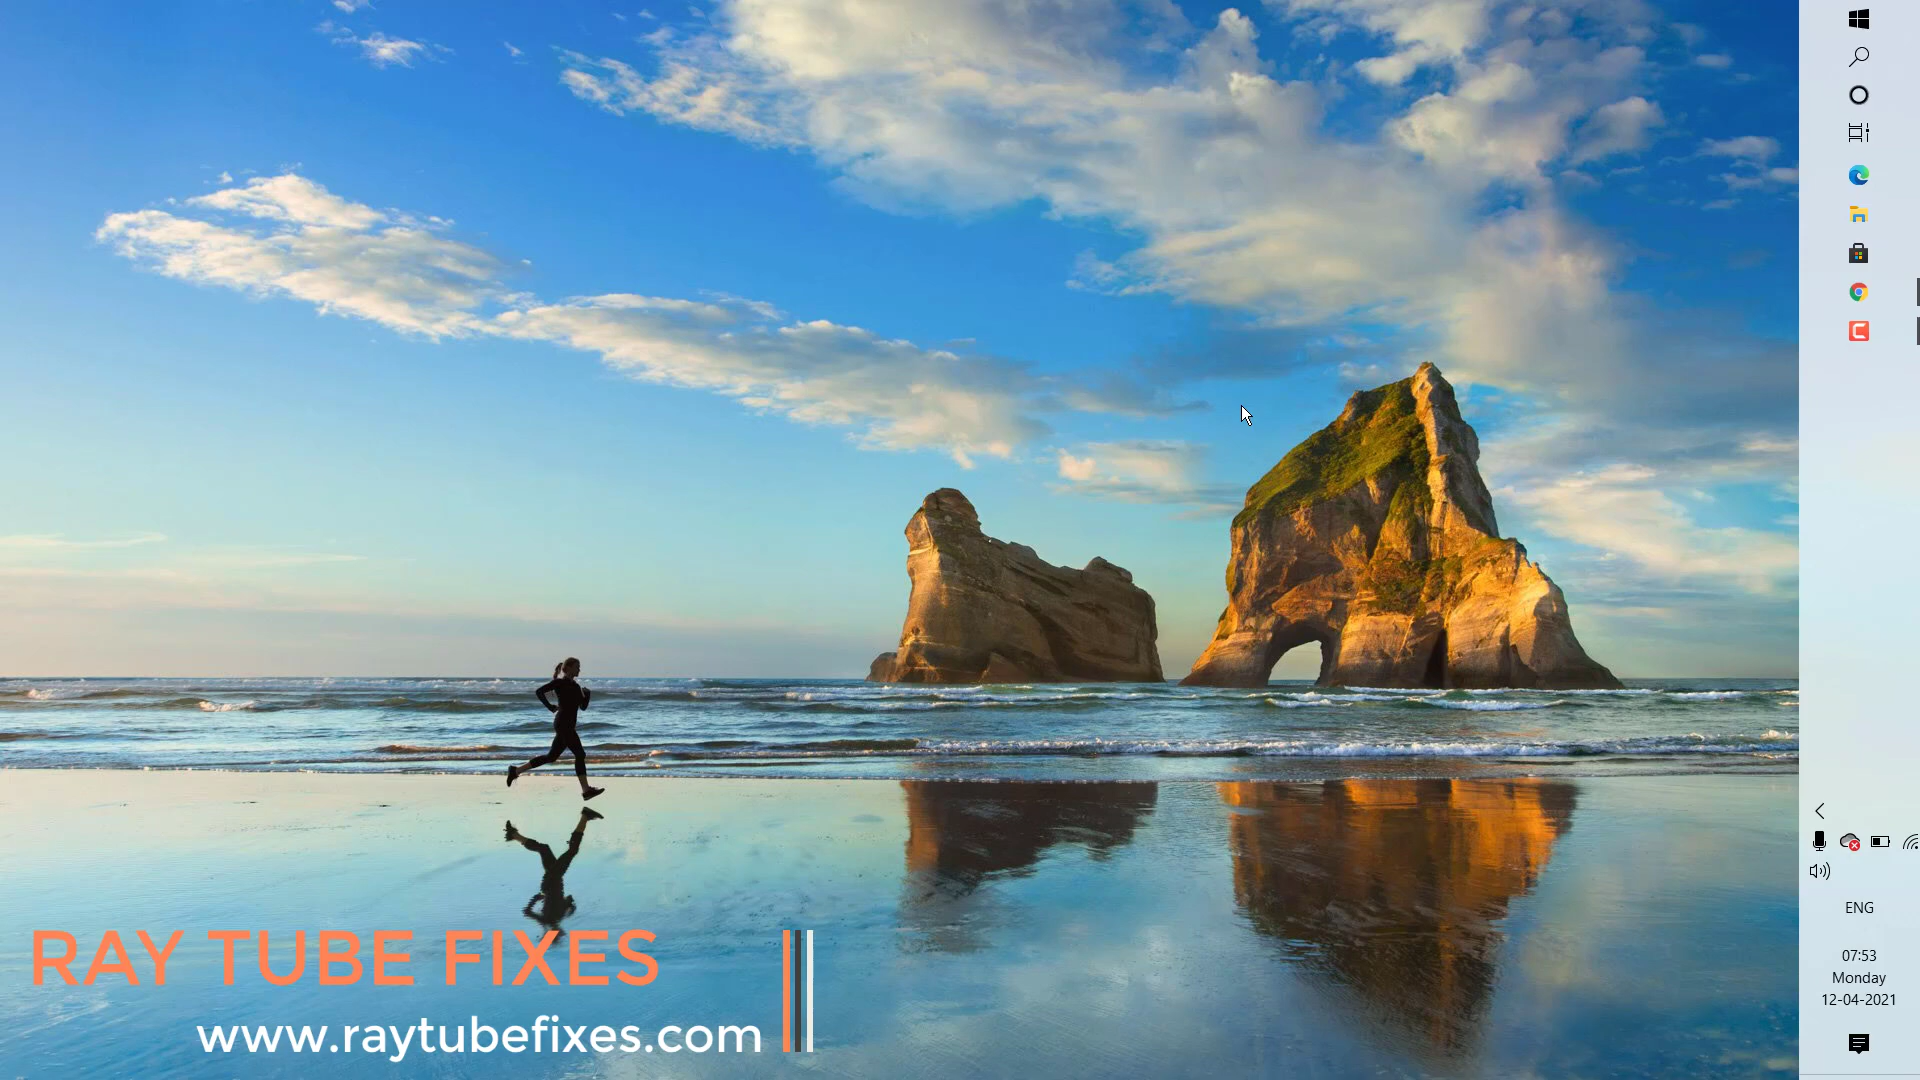 RAY TUBE FIXES
www.raytubefixes.com
ENG
07:53
Monday
12-04-2021